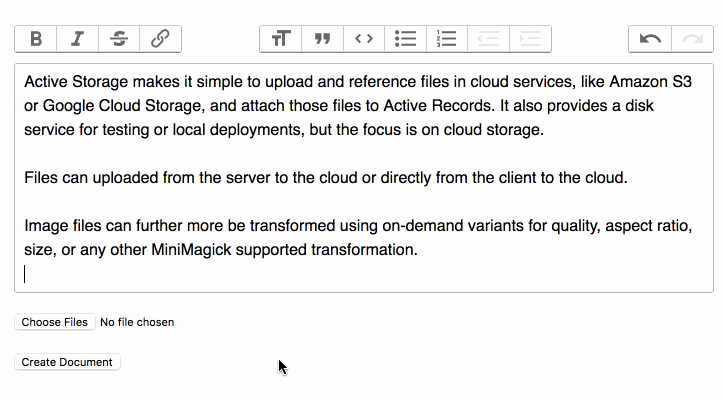 B I S
Active Storage makes it simple to upload and reference files in cloud services, like Amazon S3
or Google Cloud Storage, and attach those files to Active Records. It also provides a disk
service for testing or local deployments, but the focus is on cloud storage.
Files can uploaded from the server to the cloud or directly from the client to the cloud.
Image files can further more be transformed using on-demand variants for quality, aspect ratio,
size, or any other MiniMagick supported transformation.
Choose Files No file chosen
Create Document